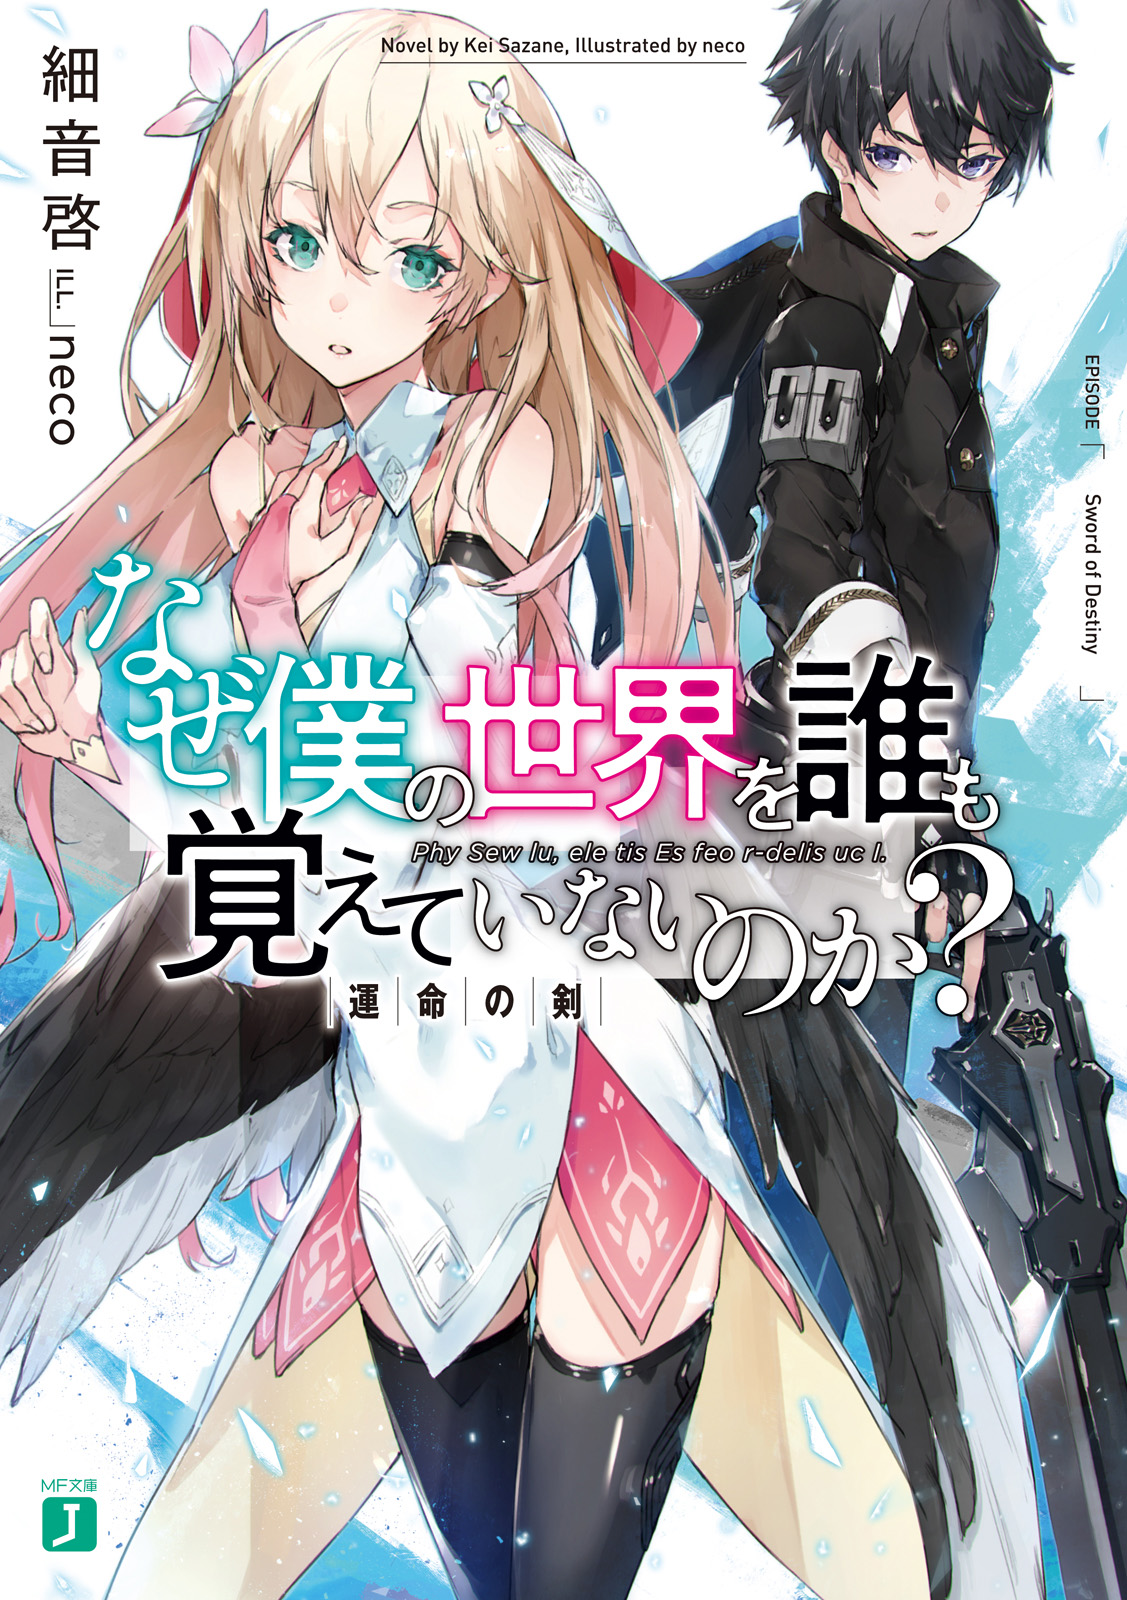 Novel by Kei Sazane, Illustrated by neco
細音啓
ILL.
neco
EPISODE「 Sword of Destiny 」
なぜ僕の世界を誰も
Phy Sew lu, ele tis Es feo r-delis uc I.
覚えていないのか?
運命の剣
MF文庫
J